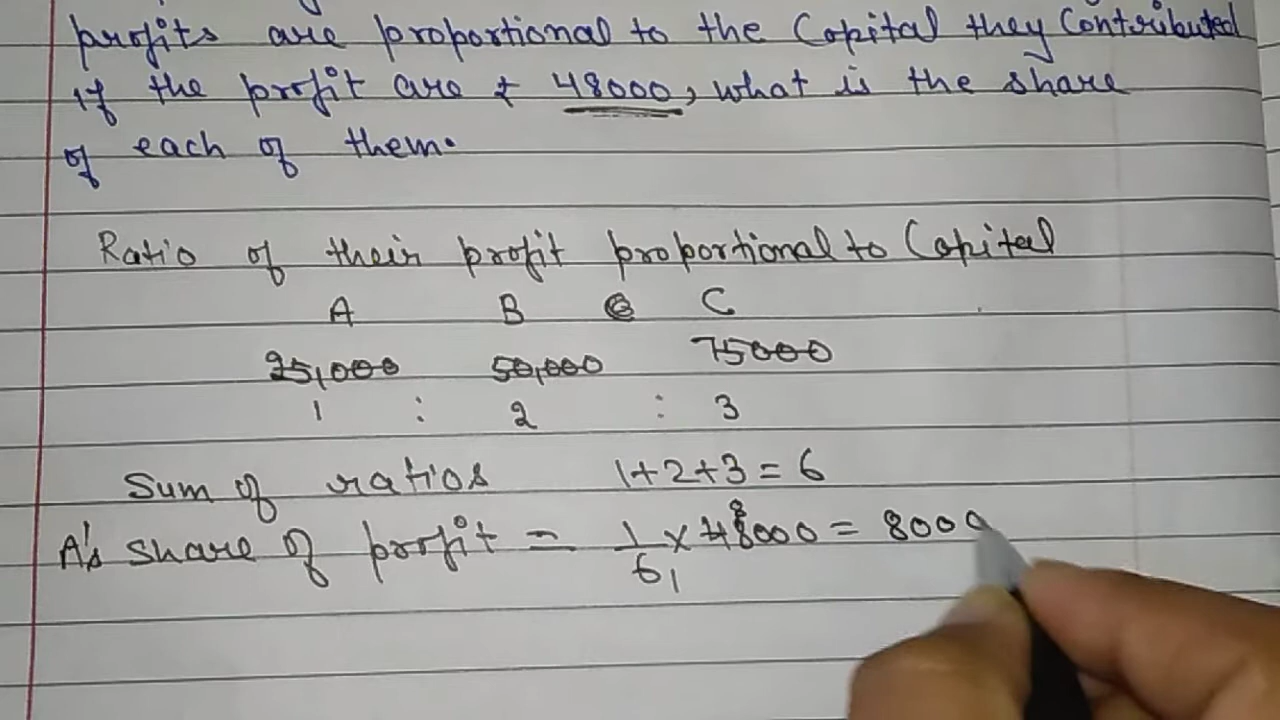 profits are proportional to the Capital they Contributed
if the profit are ₹ 48000, what is the share
of each of them.
Ratio of their profit proportional to Capital
A B C
25,000 50,000 75000
1 : 2 : 3
Sum of ratios 1+2+3 = 6
A's share of profit = 1/6 × 48000 = 8000
8
1